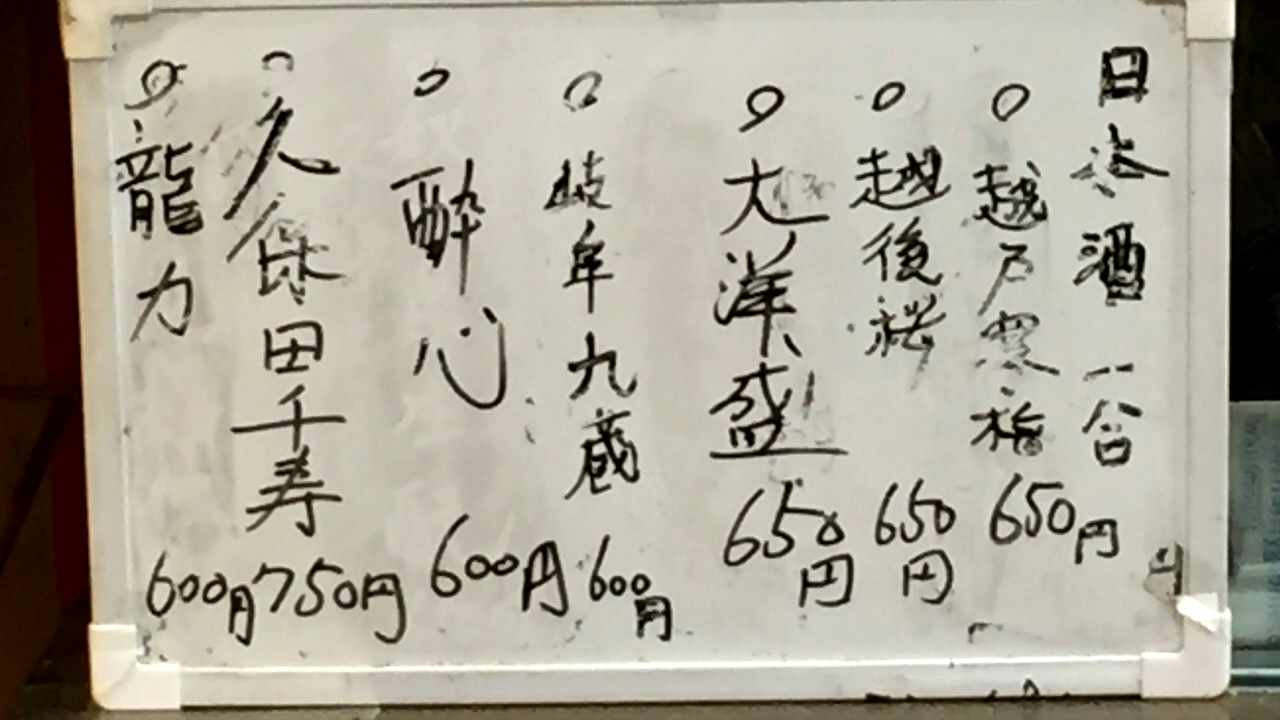 日本酒 一合
○越戸寒梅 650円
○越後桜 650円
○大洋盛 650円
○岐阜九蔵 600円
○酔心 600円
○久保田千寿 750円
○龍力 600円